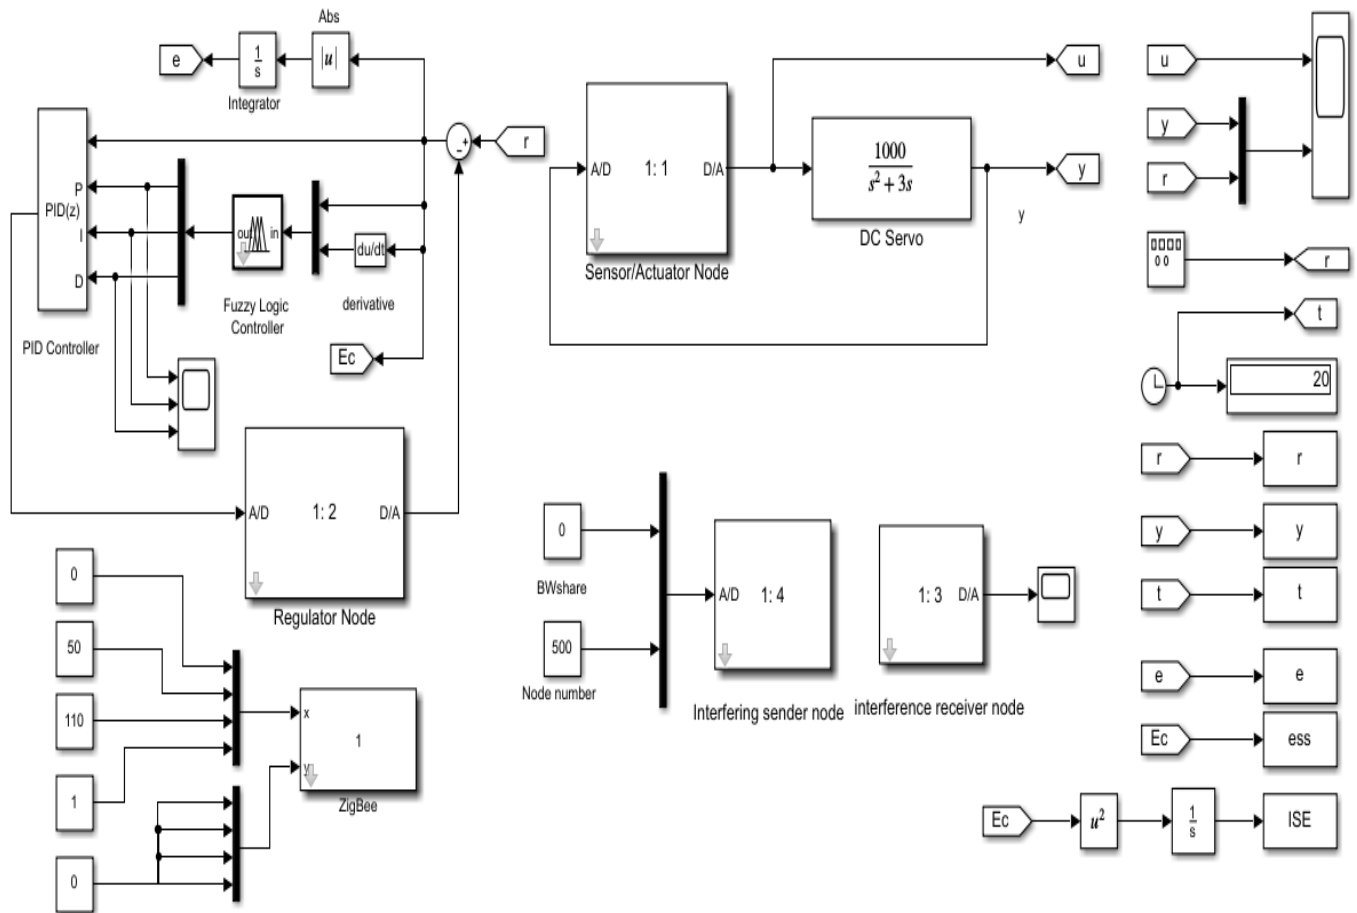 Abs
e
1
s
|u|
Integrator
r
PID(z)
P
I
D
PID Controller
out
in
Fuzzy Logic
Controller
du/dt
derivative
Ec
A/D
1: 1
D/A
Sensor/Actuator Node
1000
s² + 3s
DC Servo
u
y
y
u
y
r
r
t
20
A/D
1: 2
D/A
Regulator Node
0
50
110
1
0
x
y
1
ZigBee
0
BWshare
500
Node number
A/D
1: 4
Interfering sender node
1: 3
D/A
interference receiver node
r
r
y
y
t
t
e
e
Ec
ess
Ec
u²
1
s
ISE